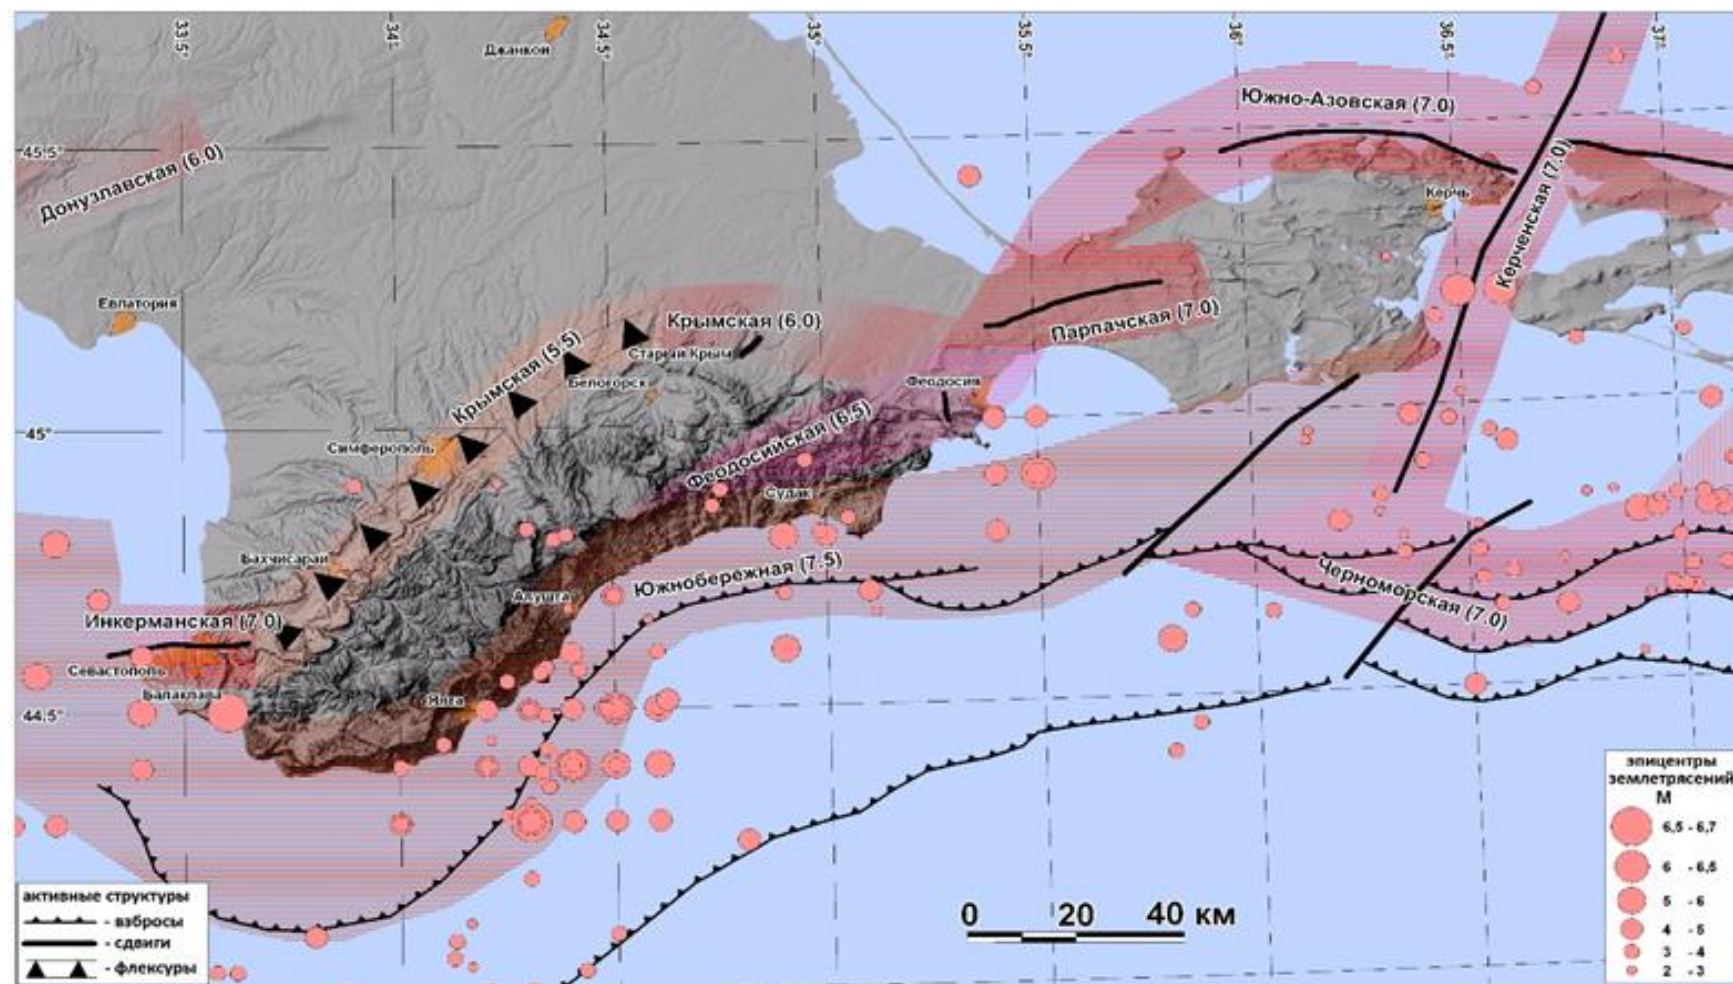 33.5°
34°
34.5°
35°
35.5°
36°
36.5°
37°
Джанкой
Южно-Азовская (7.0)
45.5°
Донузлавская (6.0)
Керчь
Керченская (7.0)
Евпатория
Крымская (6.0)
Парпачская (7.0)
Крымская (5.5)
Старый Крым
Белогорск
Феодосия
45°
Симферополь
Феодосийская (6.5)
Судак
Бахчисарай
Южнобережная (7.5)
Черноморская (7.0)
Алушта
Инкерманская (7.0)
Севастополь
Балаклава
Ялта
44.5°
эпицентры
землетрясений
М
6,5 - 6,7
6 - 6,5
5 - 6
4 - 5
3 - 4
2 - 3
активные структуры
- взбросы
- сдвиги
- флексуры
0 20 40 км